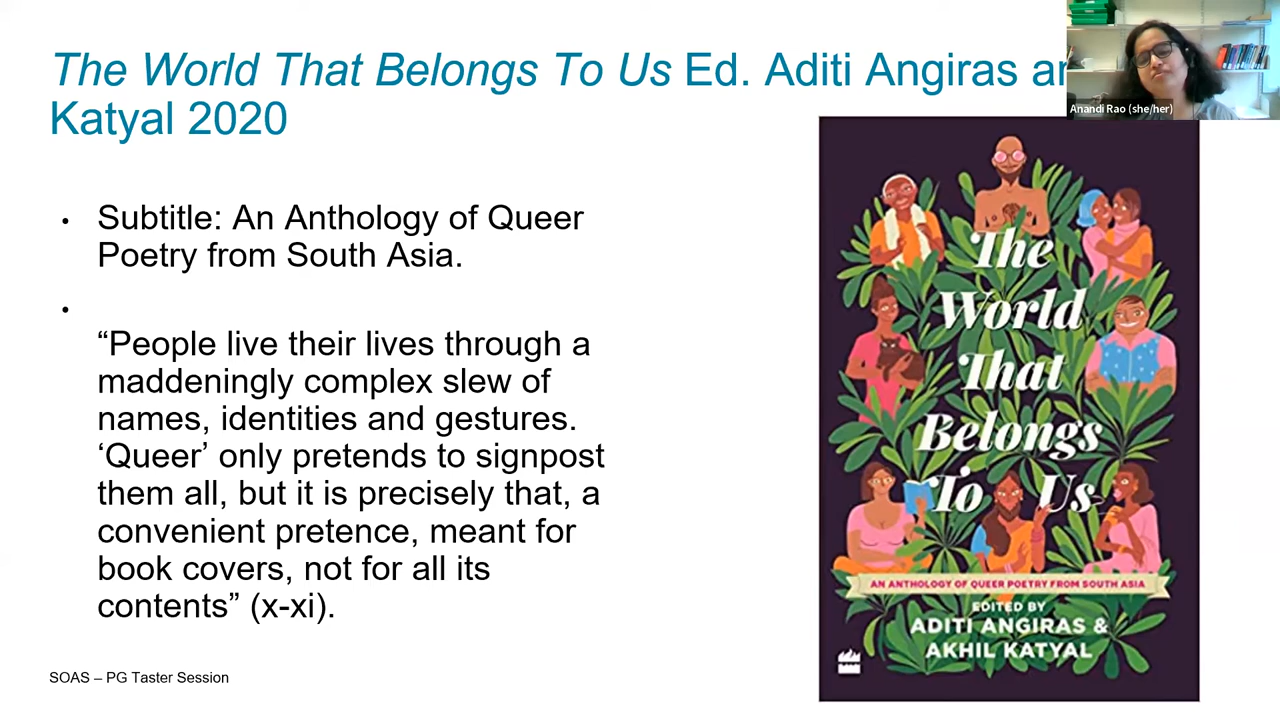 The World That Belongs To Us Ed. Aditi Angiras
Katyal 2020
Anandi Rao (she/her)
• Subtitle: An Anthology of Queer
Poetry from South Asia.
•
“People live their lives through a
maddeningly complex slew of
names, identities and gestures.
‘Queer’ only pretends to signpost
them all, but it is precisely that, a
convenient pretence, meant for
book covers, not for all its
contents” (x-xi).
SOAS – PG Taster Session
The
World
That
Belongs
To Us
AN ANTHOLOGY OF QUEER POETRY FROM SOUTH ASIA
EDITED BY
ADITI ANGIRAS &
AKHIL KATYAL